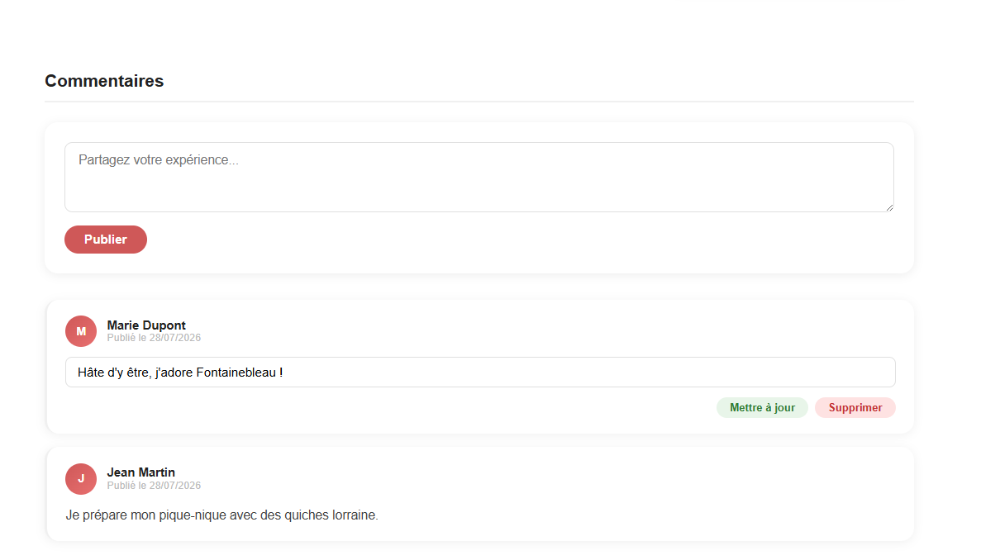 Commentaires
Partagez votre expérience...
Publier
M
Marie Dupont
Publié le 28/07/2026
Hâte d'y être, j'adore Fontainebleau !
Mettre à jour Supprimer
J
Jean Martin
Publié le 28/07/2026
Je prépare mon pique-nique avec des quiches lorraine.